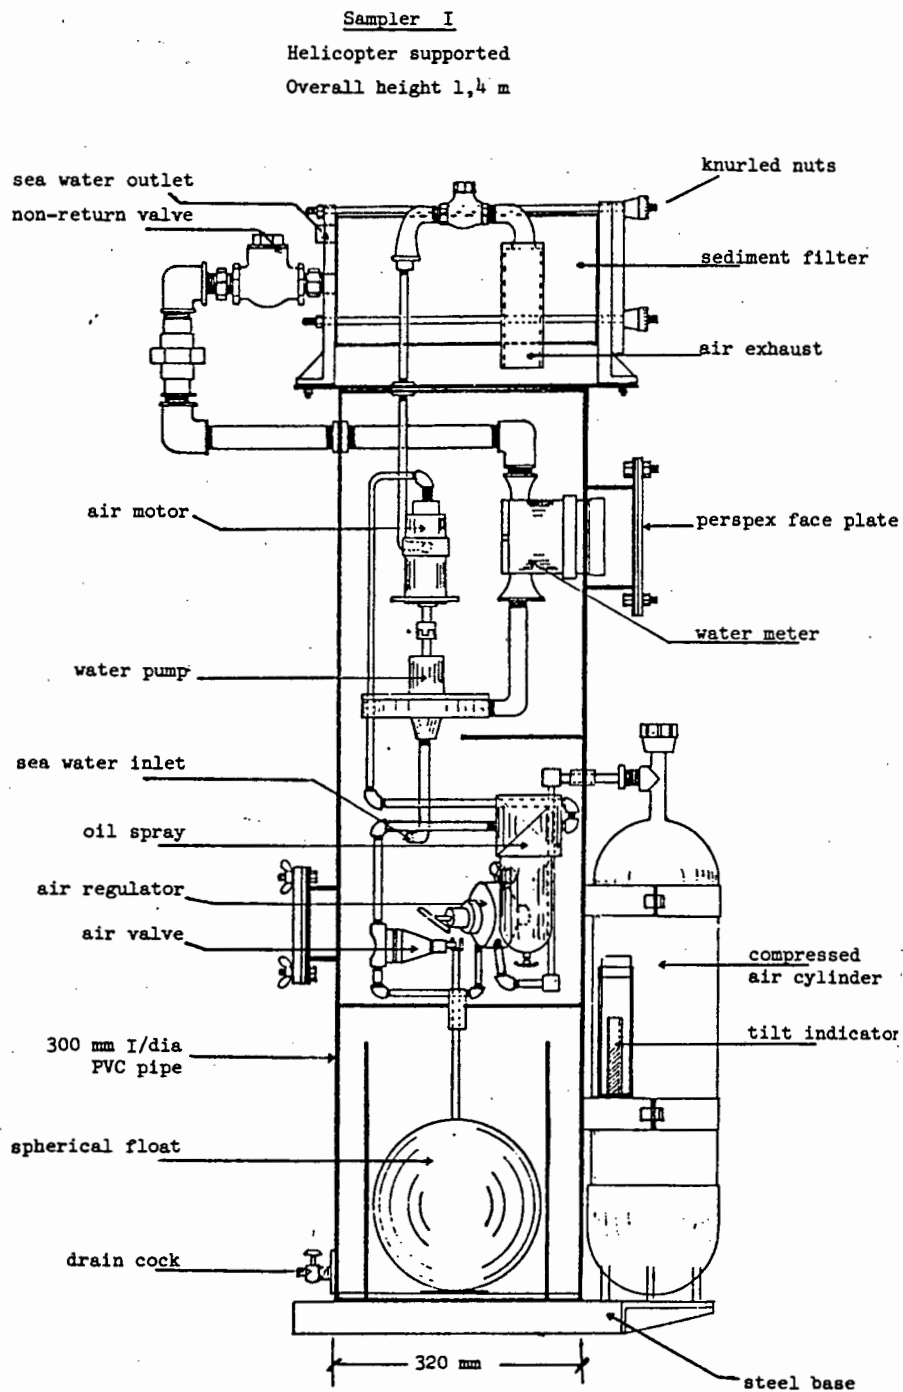 Sampler I
Helicopter supported
Overall height 1,4 m
knurled nuts
sea water outlet
non-return valve
sediment filter
air exhaust
air motor
perspex face plate
water meter
water pump
sea water inlet
oil spray
air regulator
air valve
compressed
air cylinder
tilt indicator
300 mm I/dia
PVC pipe
spherical float
drain cock
320 mm
steel base